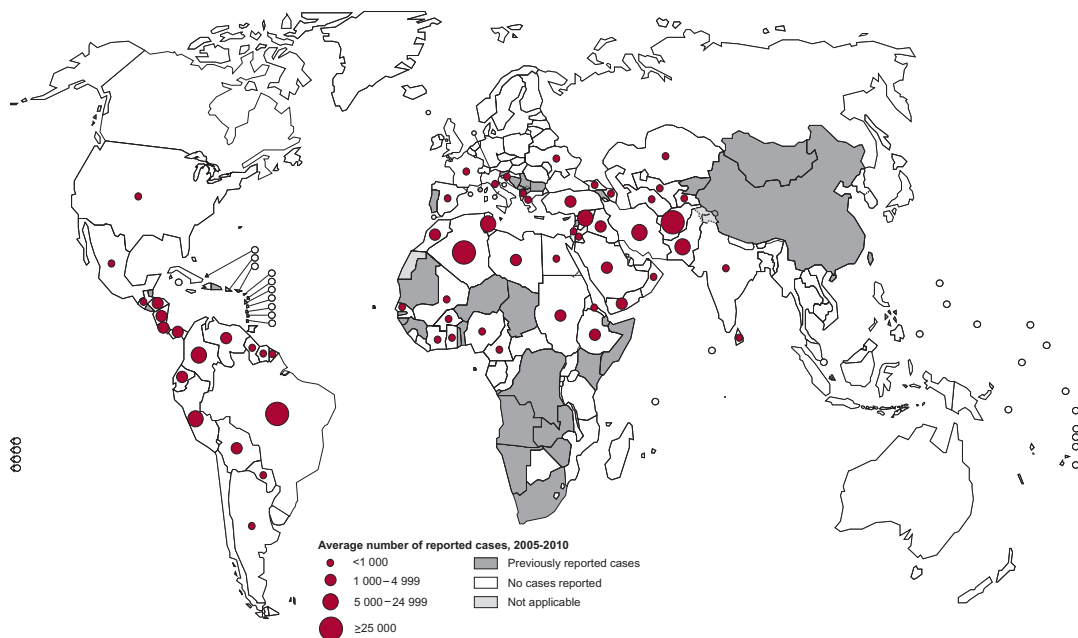 Average number of reported cases, 2005-2010
<1 000
1 000–4 999
5 000–24 999
≥25 000
Previously reported cases
No cases reported
Not applicable